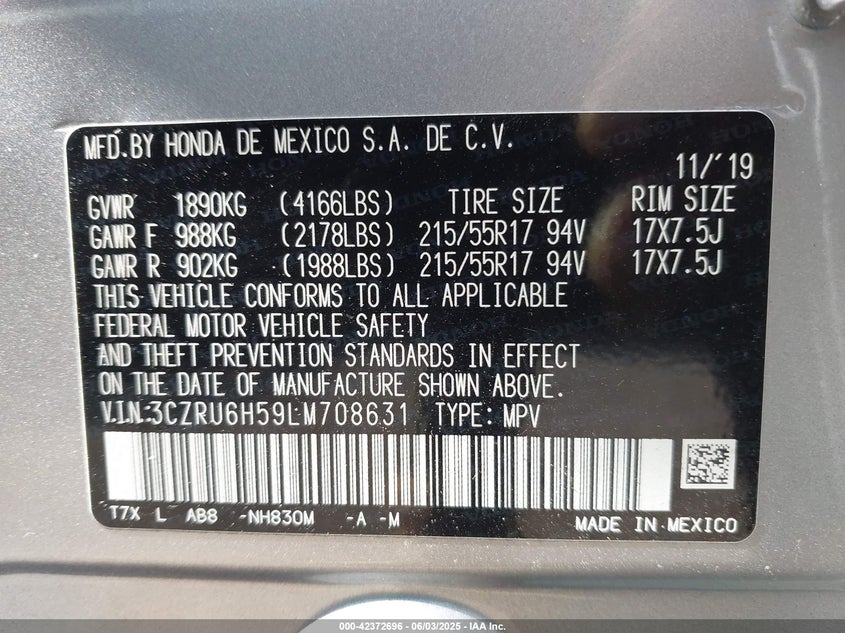 MFD. BY HONDA DE MEXICO S.A. DE C.V.
11/'19
GVWR 1890KG (4166LBS) TIRE SIZE RIM SIZE
GAWR F 988KG (2178LBS) 215/55R17 94V 17X7.5J
GAWR R 902KG (1988LBS) 215/55R17 94V 17X7.5J
THIS VEHICLE CONFORMS TO ALL APPLICABLE
FEDERAL MOTOR VEHICLE SAFETY
AND THEFT PREVENTION STANDARDS IN EFFECT
ON THE DATE OF MANUFACTURE SHOWN ABOVE.
V.I.N: 3CZRU6H59LM708631 TYPE: MPV
T7X L AB8 -NH830M -A -M
MADE IN MEXICO
000-42372696 - 06/03/2025 - IAA Inc.